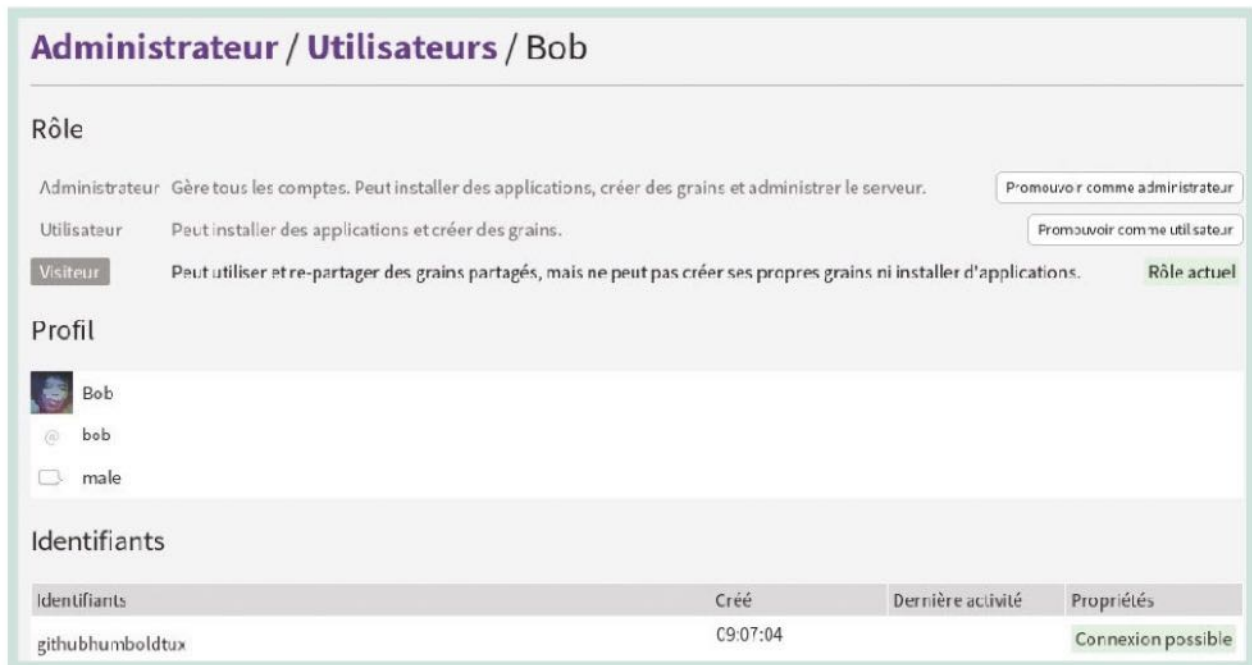 Administrateur / Utilisateurs / Bob
Rôle
Administrateur Gère tous les comptes. Peut installer des applications, créer des grains et administrer le serveur. Promouvoir comme administrateur
Utilisateur Peut installer des applications et créer des grains. Promouvoir comme utilisateur
Visiteur Peut utiliser et re-partager des grains partagés, mais ne peut pas créer ses propres grains ni installer d'applications. Rôle actuel
Profil
Bob
@ bob
male
Identifiants
Identifiants Créé Dernière activité Propriétés
githubhumboldtux 09:07:04 Connexion possible